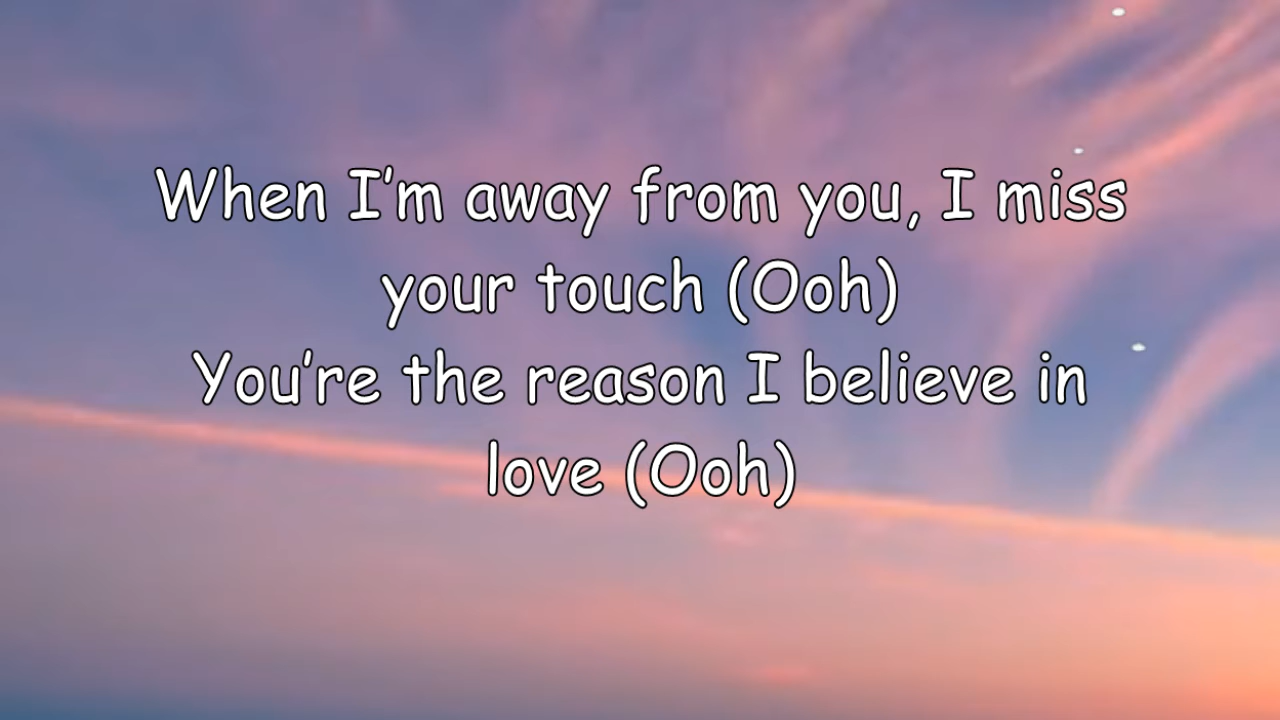 When I'm away from you, I miss
your touch (Ooh)
You're the reason I believe in
love (Ooh)